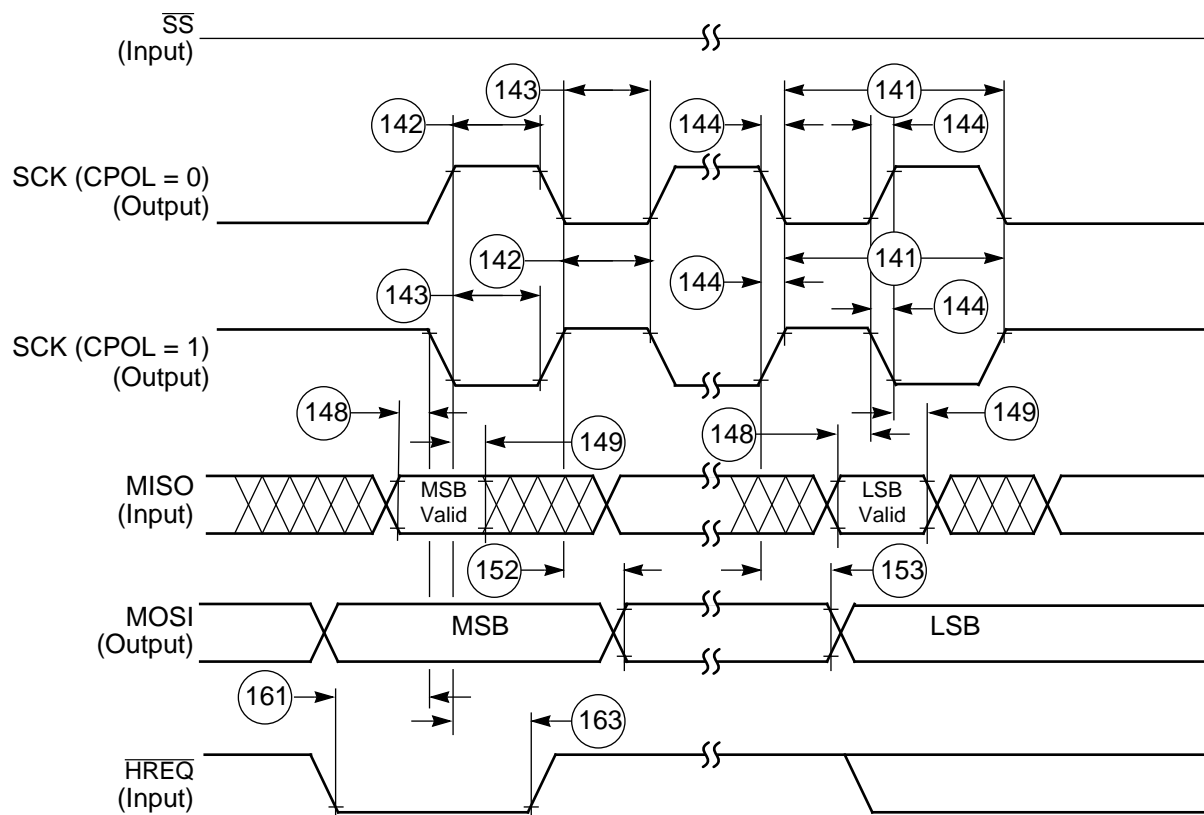 SS
(Input)
143
141
142
144
144
SCK (CPOL = 0)
(Output)
142
141
143
144
144
SCK (CPOL = 1)
(Output)
148
149
148
149
MISO
(Input)
MSB
Valid
LSB
Valid
152
153
MOSI
(Output)
MSB
LSB
161
163
HREQ
(Input)